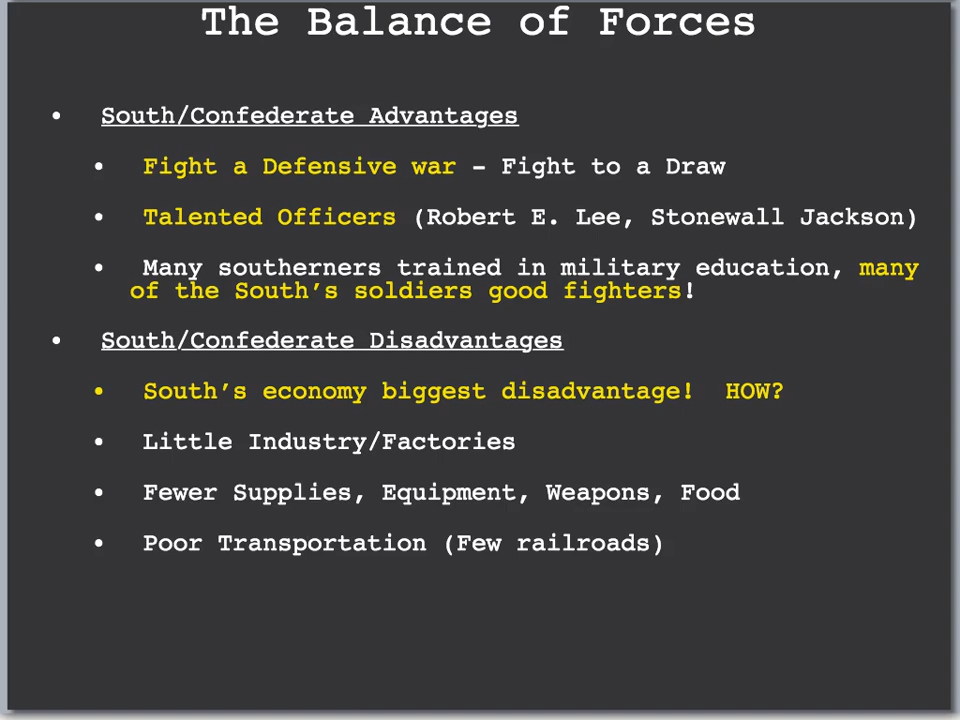 The Balance of Forces
• South/Confederate Advantages
• Fight a Defensive war – Fight to a Draw
• Talented Officers (Robert E. Lee, Stonewall Jackson)
• Many southerners trained in military education, many
of the South’s soldiers good fighters!
• South/Confederate Disadvantages
• South’s economy biggest disadvantage! HOW?
• Little Industry/Factories
• Fewer Supplies, Equipment, Weapons, Food
• Poor Transportation (Few railroads)